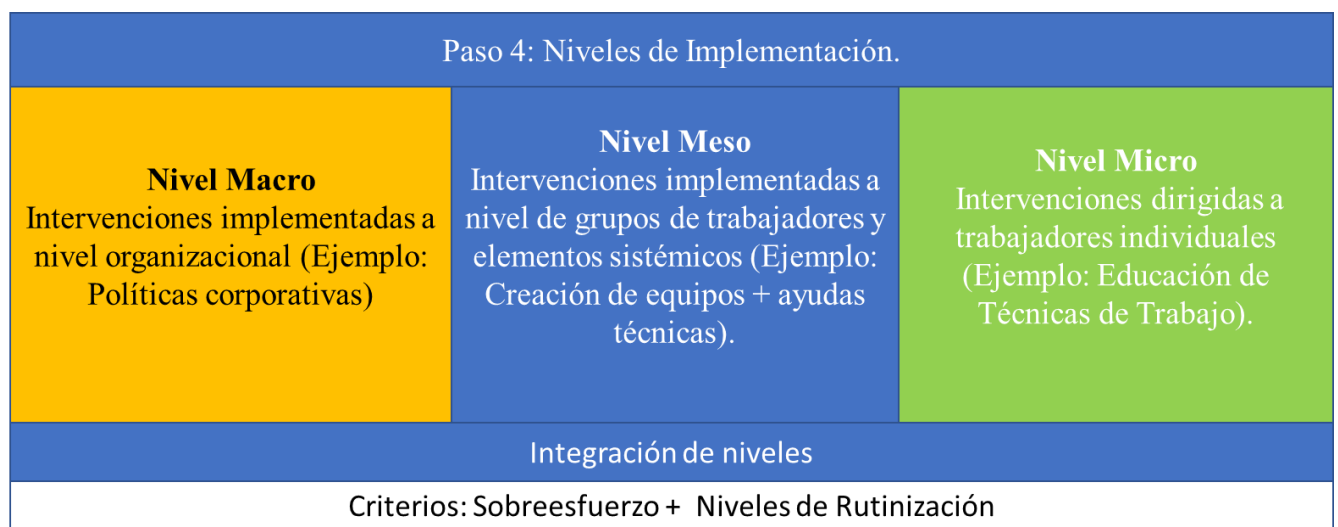 Paso 4: Niveles de Implementación.
Nivel Macro
Intervenciones implementadas a
nivel organizacional (Ejemplo:
Políticas corporativas)
Nivel Meso
Intervenciones implementadas a
nivel de grupos de trabajadores y
elementos sistémicos (Ejemplo:
Creación de equipos + ayudas
técnicas).
Nivel Micro
Intervenciones dirigidas a
trabajadores individuales
(Ejemplo: Educación de
Técnicas de Trabajo).
Integración de niveles
Criterios: Sobreesfuerzo + Niveles de Rutinización